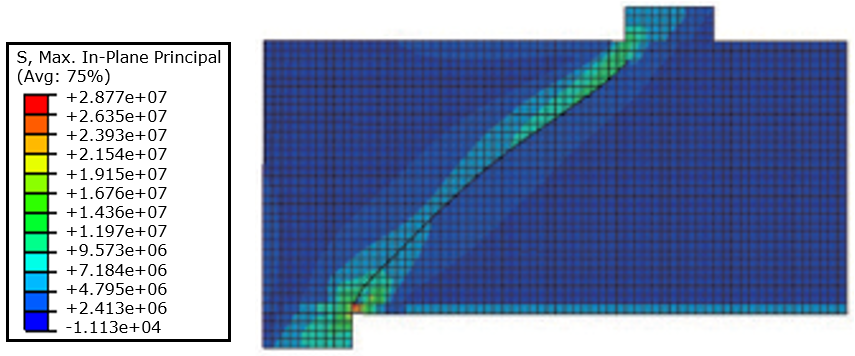 S, Max. In-Plane Principal
(Avg: 75%)
+2.877e+07
+2.635e+07
+2.393e+07
+2.154e+07
+1.915e+07
+1.676e+07
+1.436e+07
+1.197e+07
+9.573e+06
+7.184e+06
+4.795e+06
+2.413e+06
-1.113e+04